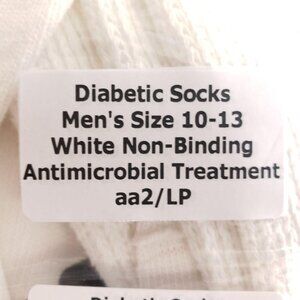 Diabetic Socks
Men's Size 10-13
White Non-Binding
Antimicrobial Treatment
aa2/LP